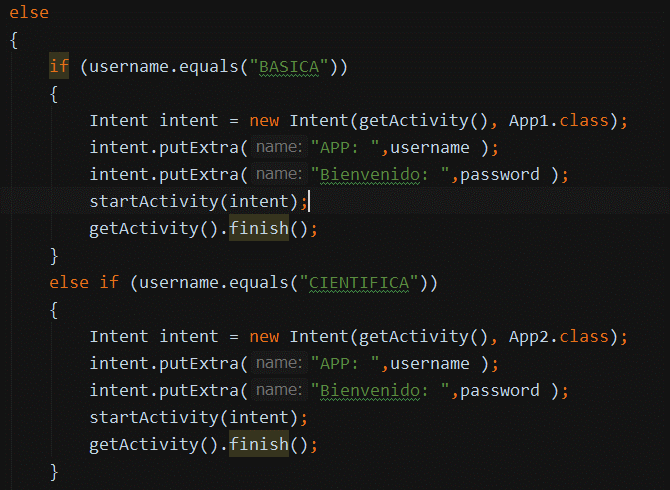 else
{
if (username.equals("BASICA"))
{
Intent intent = new Intent(getActivity(), App1.class);
intent.putExtra( name: "APP: ",username );
intent.putExtra( name: "Bienvenido: ",password );
startActivity(intent);
getActivity().finish();
}
else if (username.equals("CIENTIFICA"))
{
Intent intent = new Intent(getActivity(), App2.class);
intent.putExtra( name: "APP: ",username );
intent.putExtra( name: "Bienvenido: ",password );
startActivity(intent);
getActivity().finish();
}